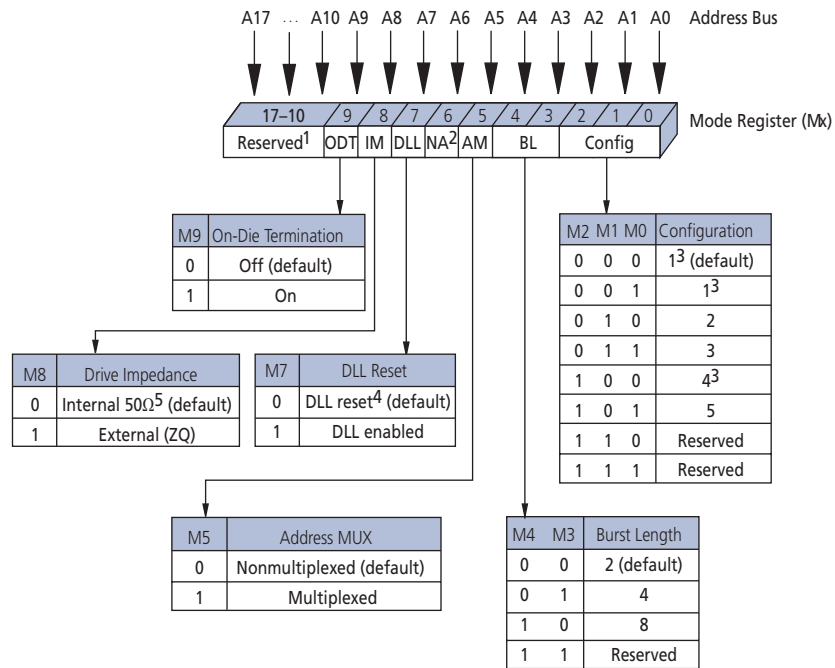 A17 ... A10 A9 A8 A7 A6 A5 A4 A3 A2 A1 A0 Address Bus
17–10 9 8 7 6 5 4 3 2 1 0 Mode Register (Mx)
Reserved1 ODT IM DLL NA2 AM BL Config
M9 On-Die Termination
0 Off (default)
1 On
M2 M1 M0 Configuration
0 0 0 13 (default)
0 0 1 13
0 1 0 2
0 1 1 3
1 0 0 43
1 0 1 5
1 1 0 Reserved
1 1 1 Reserved
M8 Drive Impedance
0 Internal 50Ω5 (default)
1 External (ZQ)
M7 DLL Reset
0 DLL reset4 (default)
1 DLL enabled
M5 Address MUX
0 Nonmultiplexed (default)
1 Multiplexed
M4 M3 Burst Length
0 0 2 (default)
0 1 4
1 0 8
1 1 Reserved